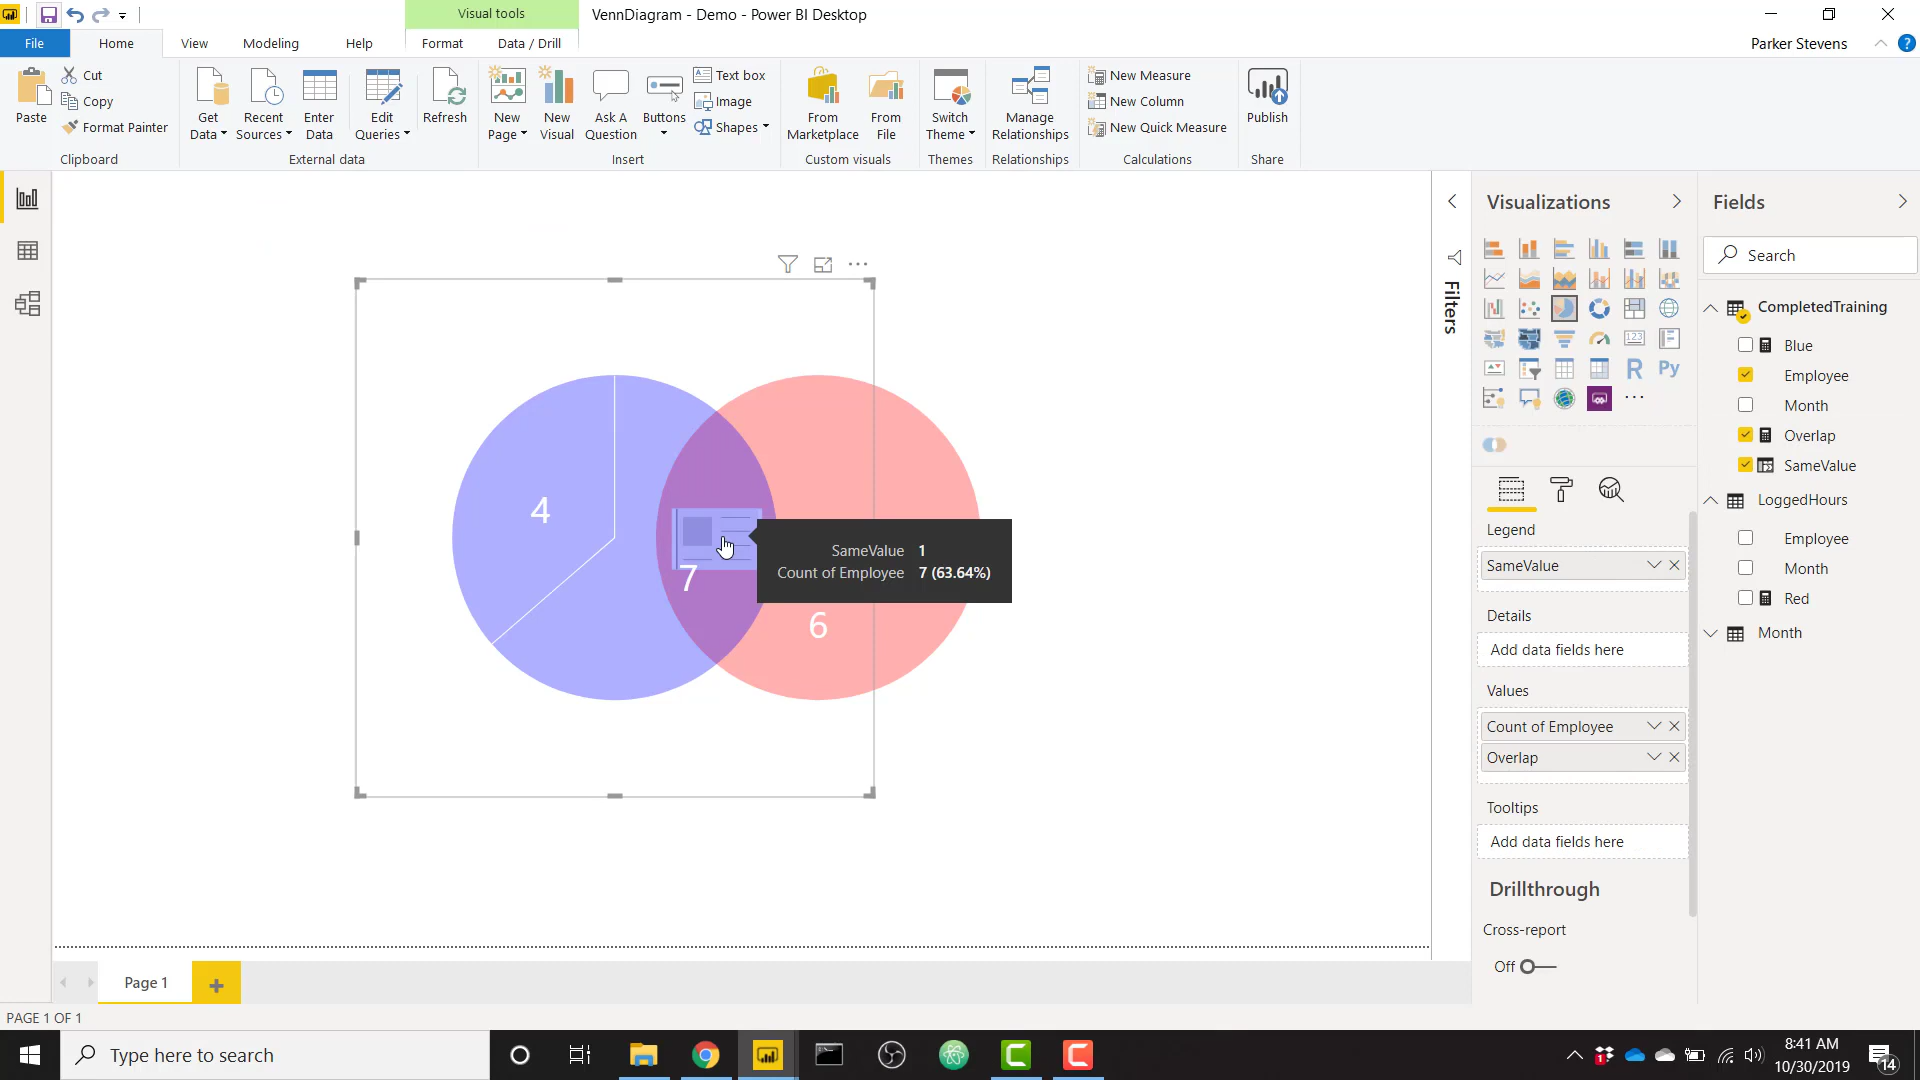 Visual tools
VennDiagram - Demo - Power BI Desktop
File
Home
View
Modeling
Help
Format
Data / Drill
Parker Stevens
?
Paste
Cut
Copy
Format Painter
Clipboard
Get
Data
Recent
Sources
Enter
Data
Edit
Queries
Refresh
External data
New
Page
New
Visual
Ask A
Question
Buttons
Text box
Image
Shapes
Insert
From
Marketplace
From
File
Custom visuals
Switch
Theme
Themes
Manage
Relationships
Relationships
New Measure
New Column
New Quick Measure
Calculations
Publish
Share
4
7
6
SameValue 1
Count of Employee 7 (63.64%)
Filters
Visualizations
123
R
Py
Legend
SameValue
Details
Add data fields here
Values
Count of Employee
Overlap
Tooltips
Add data fields here
Drillthrough
Cross-report
Off
Fields
Search
CompletedTraining
Blue
Employee
Month
Overlap
SameValue
LoggedHours
Employee
Month
Red
Month
Page 1
PAGE 1 OF 1
Type here to search
1
8:41 AM
10/30/2019
14